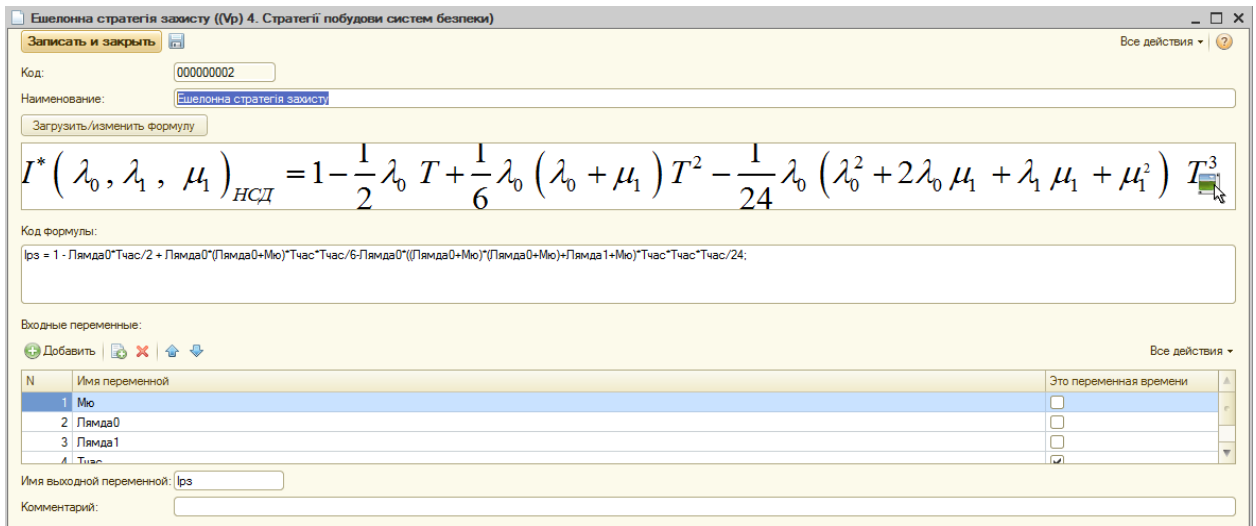 Ешелонна стратегія захисту ((Vp) 4. Стратегії побудови систем безпеки)
Записать и закрыть Все действия
Код: 000000002
Наименование: Ешелонна стратегія захисту
Загрузить/изменить формулу
I* ( λ₀ , λ₁ , μ₁ )НСД = 1 − 1/2 λ₀ T + 1/6 λ₀ ( λ₀ + μ₁ ) T² − 1/24 λ₀ ( λ₀² + 2λ₀ μ₁ + λ₁ μ₁ + μ₁² ) T³
Код формулы:
Iрз = 1 - Лямда0*Тчас/2 + Лямда0*(Лямда0+Мю)*Тчас*Тчас/6-Лямда0*((Лямда0+Мю)*(Лямда0+Мю)+Лямда1+Мю)*Тчас*Тчас*Тчас/24;
Входные переменные:
Добавить Все действия
N Имя переменной Это переменная времени
1 Мю
2 Лямда0
3 Лямда1
4 Тчас
Имя выходной переменной: Iрз
Комментарий: